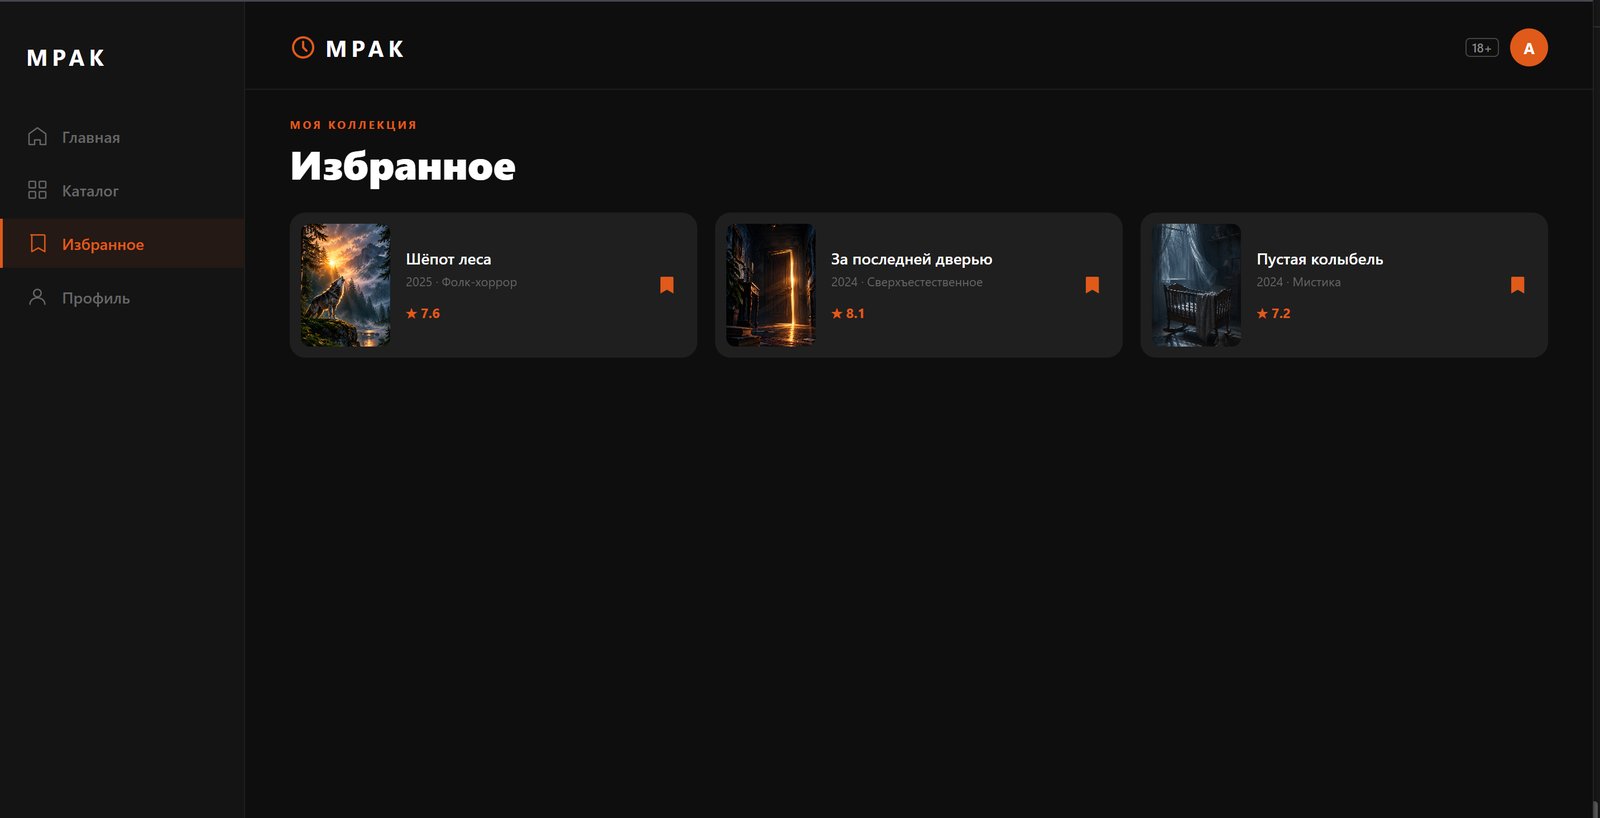 МРАК
Главная
Каталог
Избранное
Профиль
МРАК
18+
A
МОЯ КОЛЛЕКЦИЯ
Избранное
Шёпот леса
2025 · Фолк-хоррор
★ 7.6
За последней дверью
2024 · Сверхъестественное
★ 8.1
Пустая колыбель
2024 · Мистика
★ 7.2